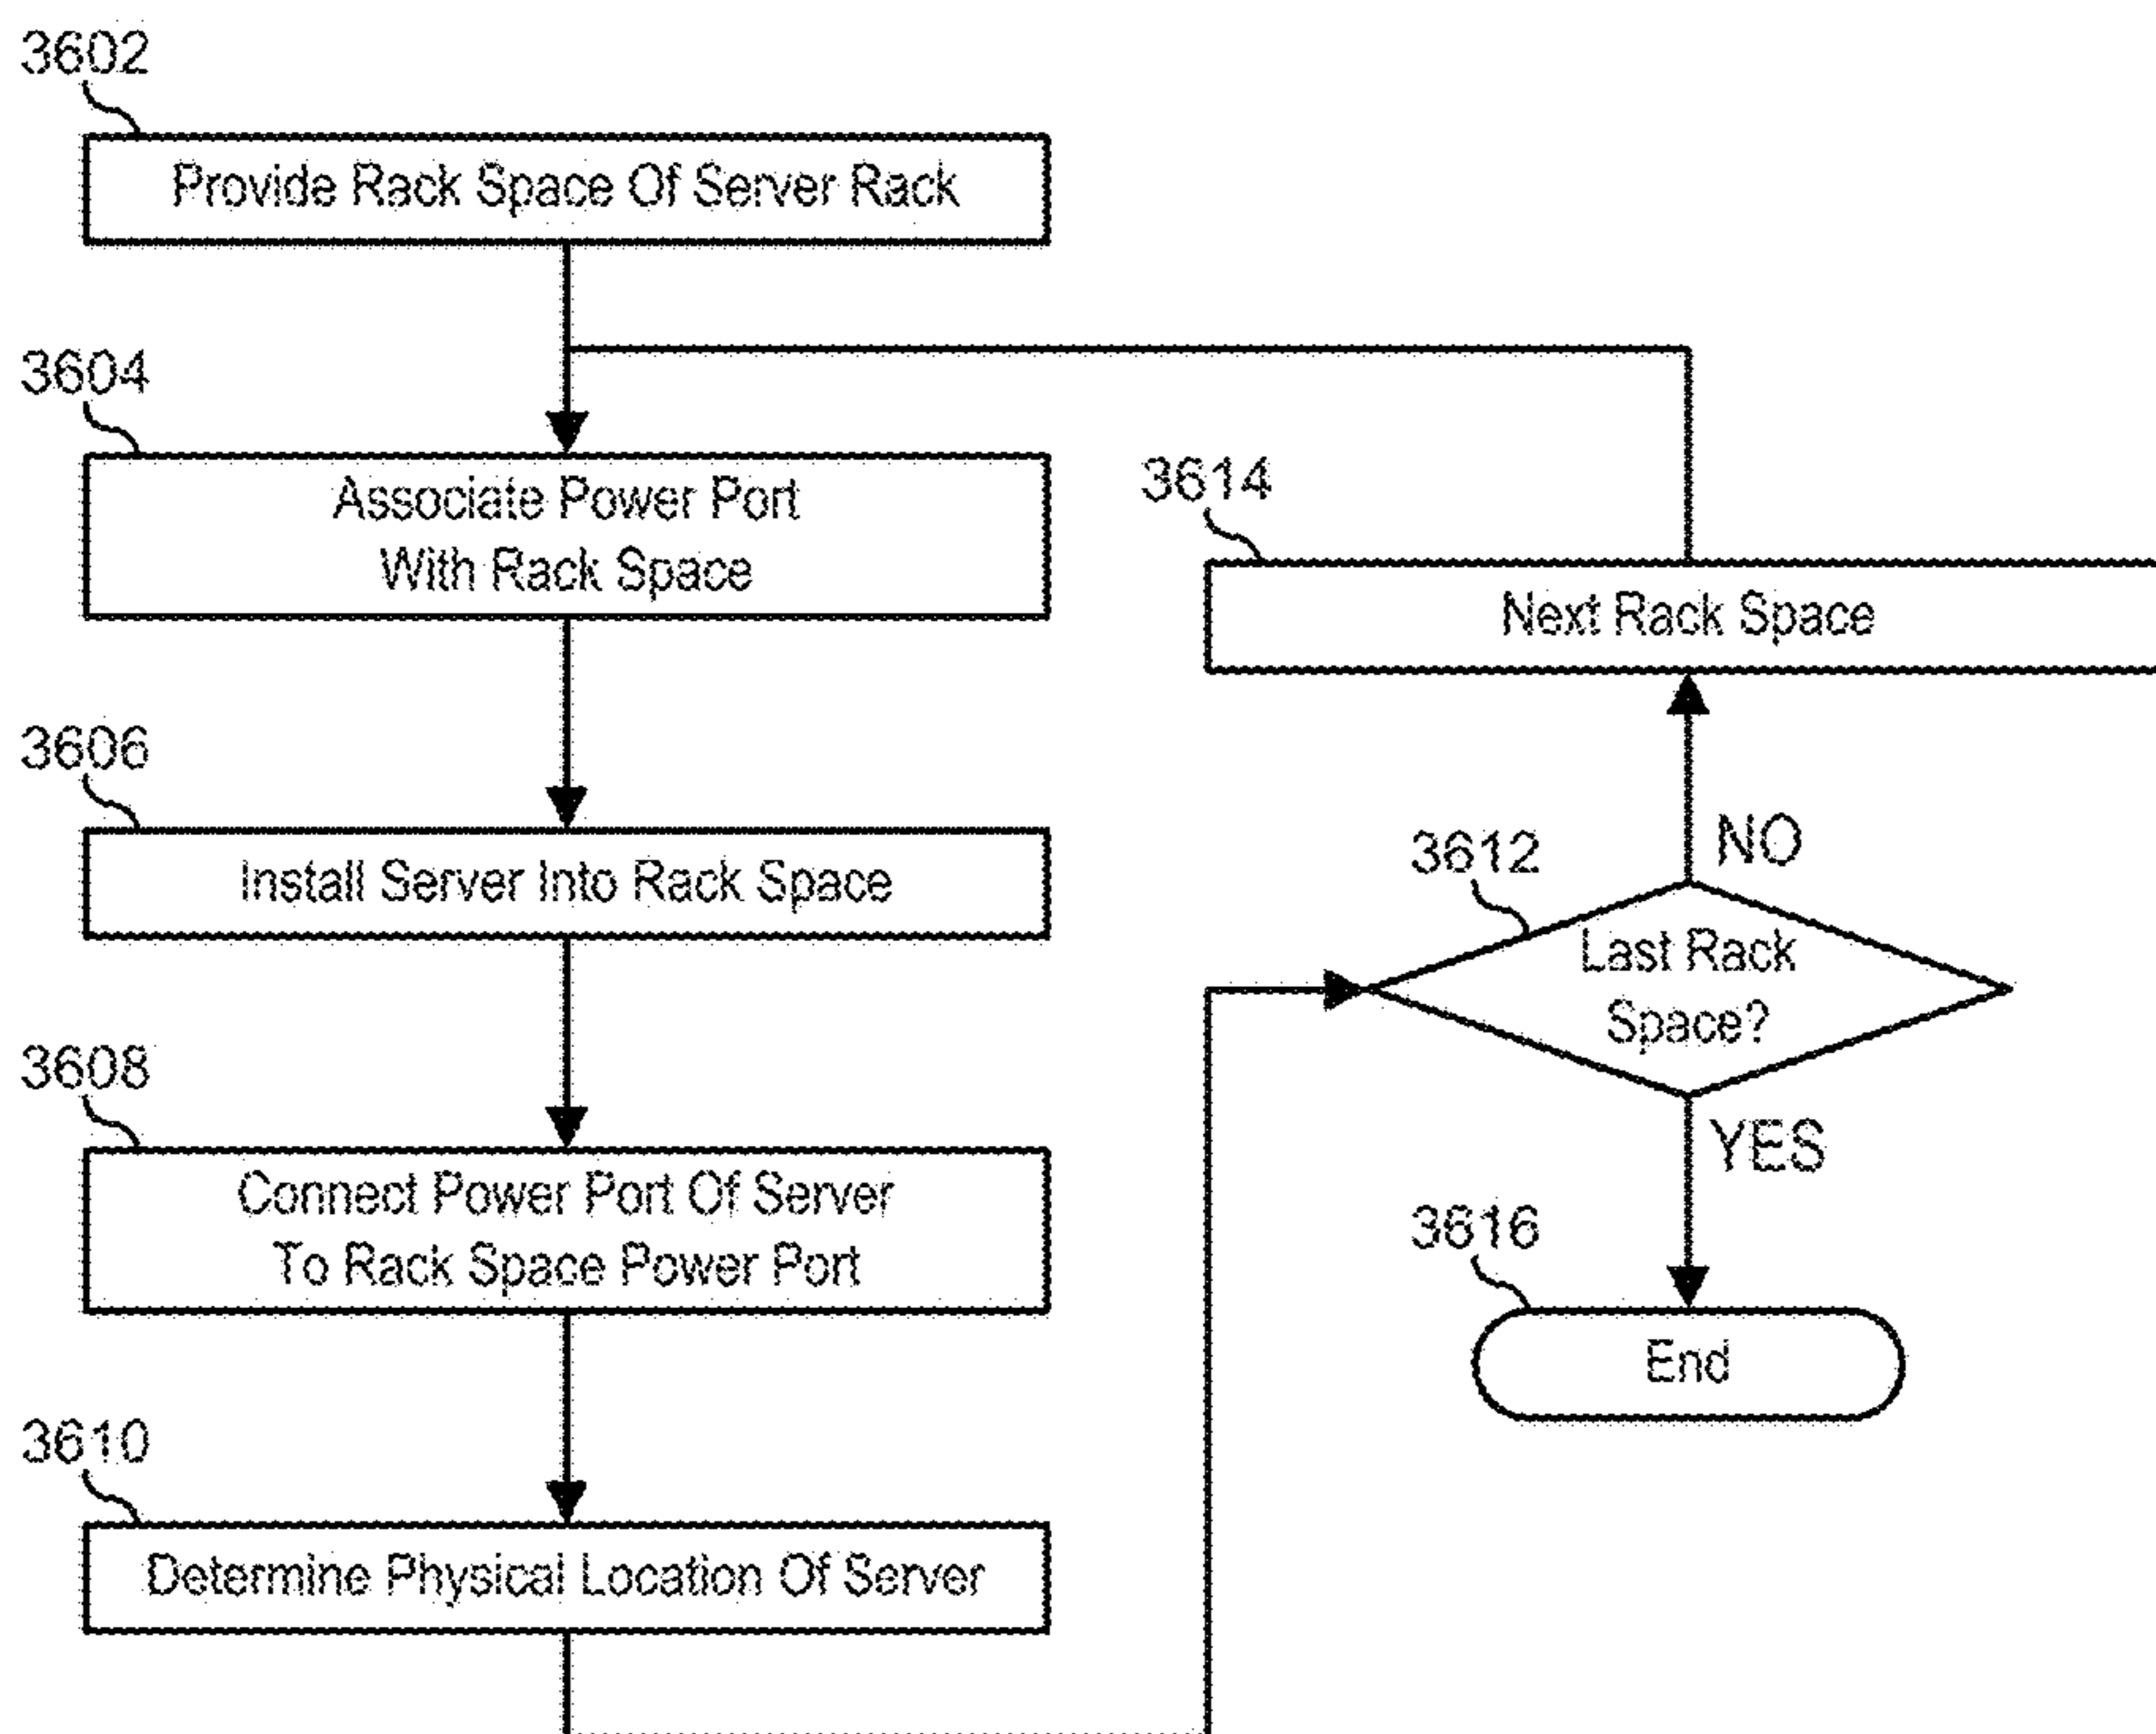 3602
Provide Rack Space Of Server Rack
3604
Associate Power Port
With Rack Space
3606
Install Server Into Rack Space
3608
Connect Power Port Of Server
To Rack Space Power Port
3610
Determine Physical Location Of Server
3614
Next Rack Space
NO
3612
Last Rack
Space?
YES
3616
End